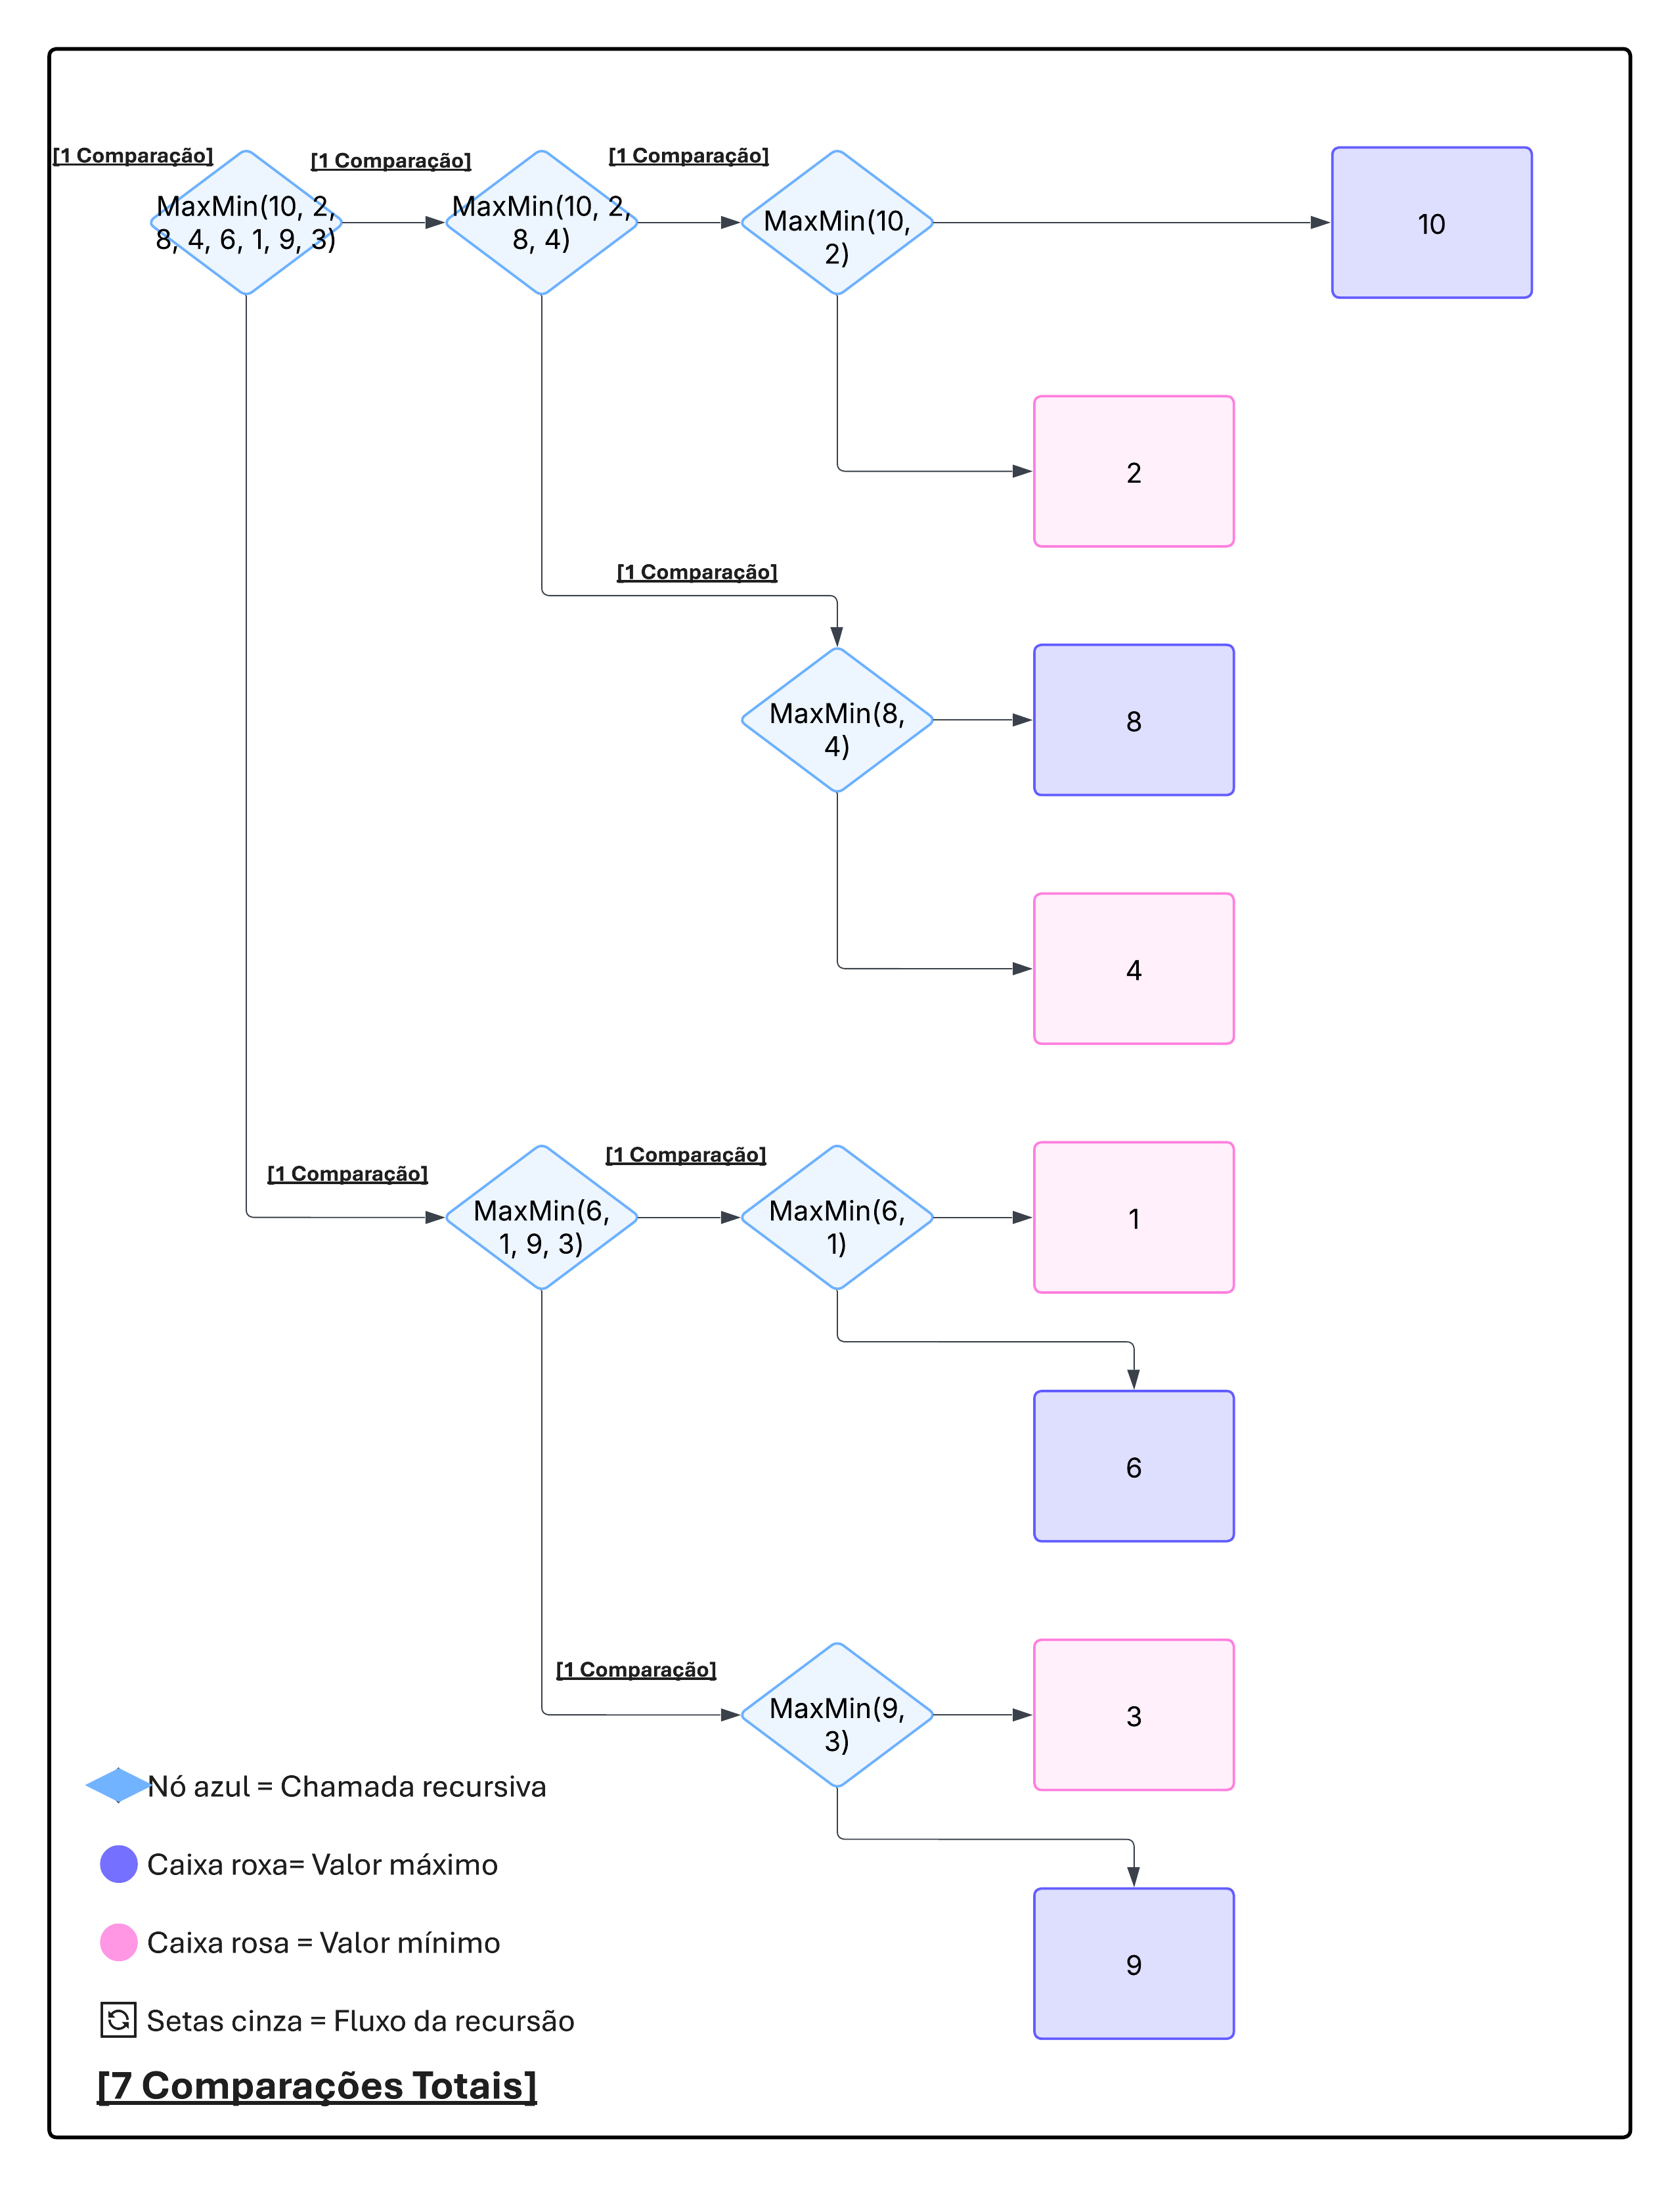 [1 Comparação]
[1 Comparação]
[1 Comparação]
MaxMin(10, 2,
8, 4, 6, 1, 9, 3)
MaxMin(10, 2,
8, 4)
MaxMin(10,
2)
10
2
[1 Comparação]
MaxMin(8,
4)
8
4
[1 Comparação]
[1 Comparação]
MaxMin(6,
1, 9, 3)
MaxMin(6,
1)
1
6
[1 Comparação]
MaxMin(9,
3)
3
9
Nó azul = Chamada recursiva
Caixa roxa= Valor máximo
Caixa rosa = Valor mínimo
Setas cinza = Fluxo da recursão
[7 Comparações Totais]